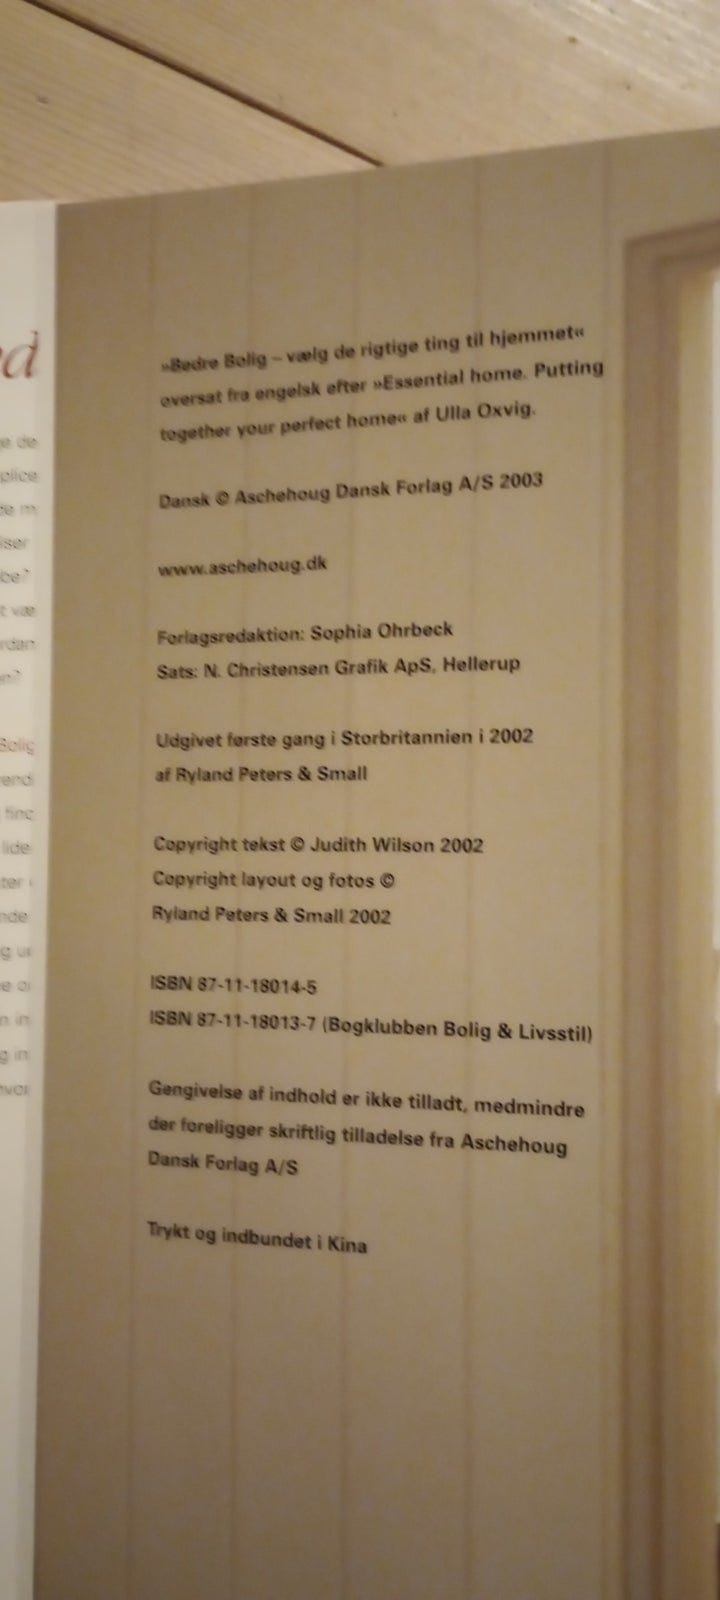 »Bedre Bolig – vælg de rigtige ting til hjemmet«
oversat fra engelsk efter »Essential home. Putting
together your perfect home« af Ulla Oxvig.
Dansk © Aschehoug Dansk Forlag A/S 2003
www.aschehoug.dk
Forlagsredaktion: Sophia Ohrbeck
Sats: N. Christensen Grafik ApS, Hellerup
Udgivet første gang i Storbritannien i 2002
af Ryland Peters & Small
Copyright tekst © Judith Wilson 2002
Copyright layout og fotos ©
Ryland Peters & Small 2002
ISBN 87-11-18014-5
ISBN 87-11-18013-7 (Bogklubben Bolig & Livsstil)
Gengivelse af indhold er ikke tilladt, medmindre
der foreligger skriftlig tilladelse fra Aschehoug
Dansk Forlag A/S
Trykt og indbundet i Kina